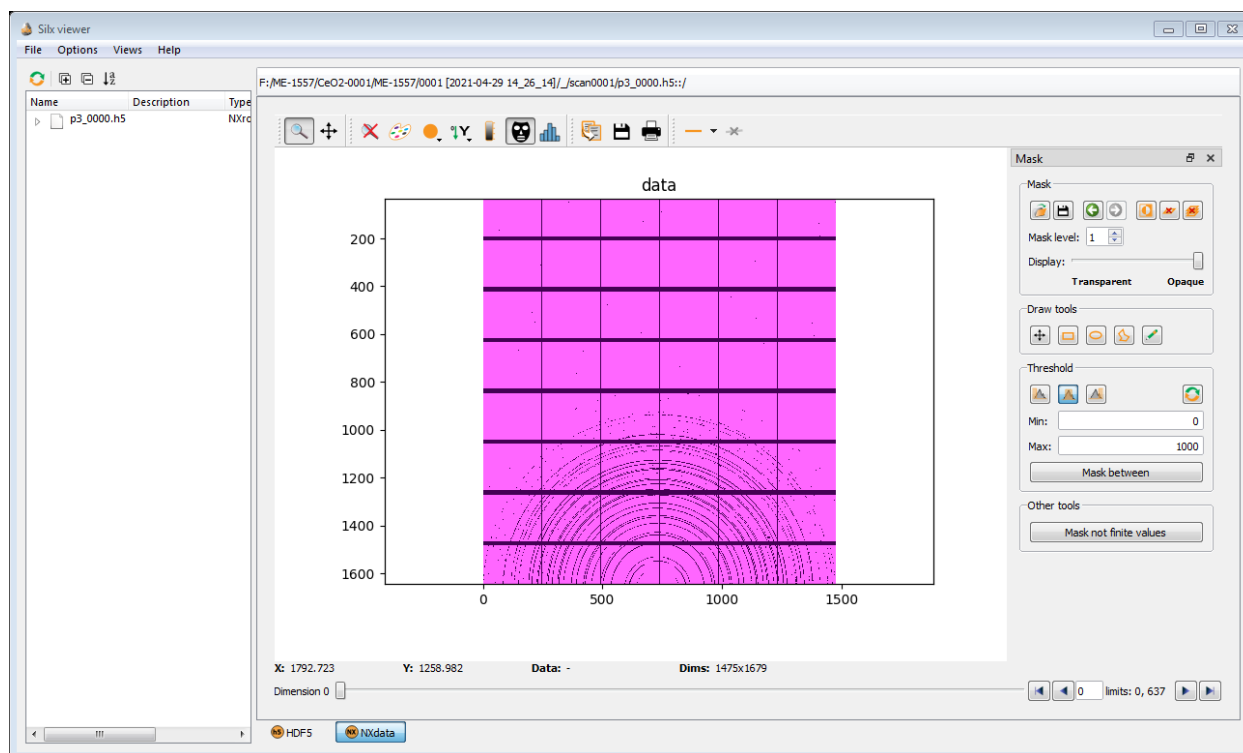 Silx viewer
File Options Views Help
F:/ME-1557/CeO2-0001/ME-1557/0001 [2021-04-29 14_26_14]/_/scan0001/p3_0000.h5::/
Name Description Type
p3_0000.h5 NXro
data
200
400
600
800
1000
1200
1400
1600
0 500 1000 1500
Mask
Mask
Mask level: 1
Display:
Transparent Opaque
Draw tools
Threshold
Min: 0
Max: 1000
Mask between
Other tools
Mask not finite values
X: 1792.723 Y: 1258.982 Data: - Dims: 1475x1679
Dimension 0 0 limits: 0, 637
h5 HDF5 NX NXdata